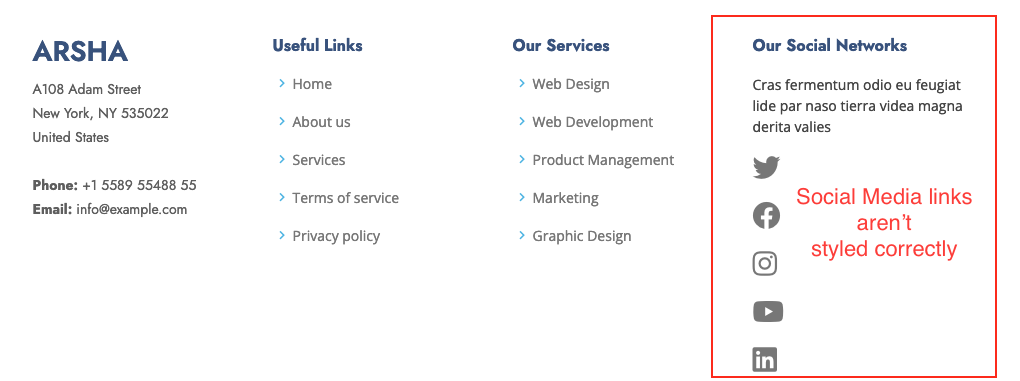 ARSHA
A108 Adam Street
New York, NY 535022
United States
Phone: +1 5589 55488 55
Email: info@example.com
Useful Links
Home
About us
Services
Terms of service
Privacy policy
Our Services
Web Design
Web Development
Product Management
Marketing
Graphic Design
Our Social Networks
Cras fermentum odio eu feugiat
lide par naso tierra videa magna
derita valies
Social Media links
aren’t
styled correctly
in